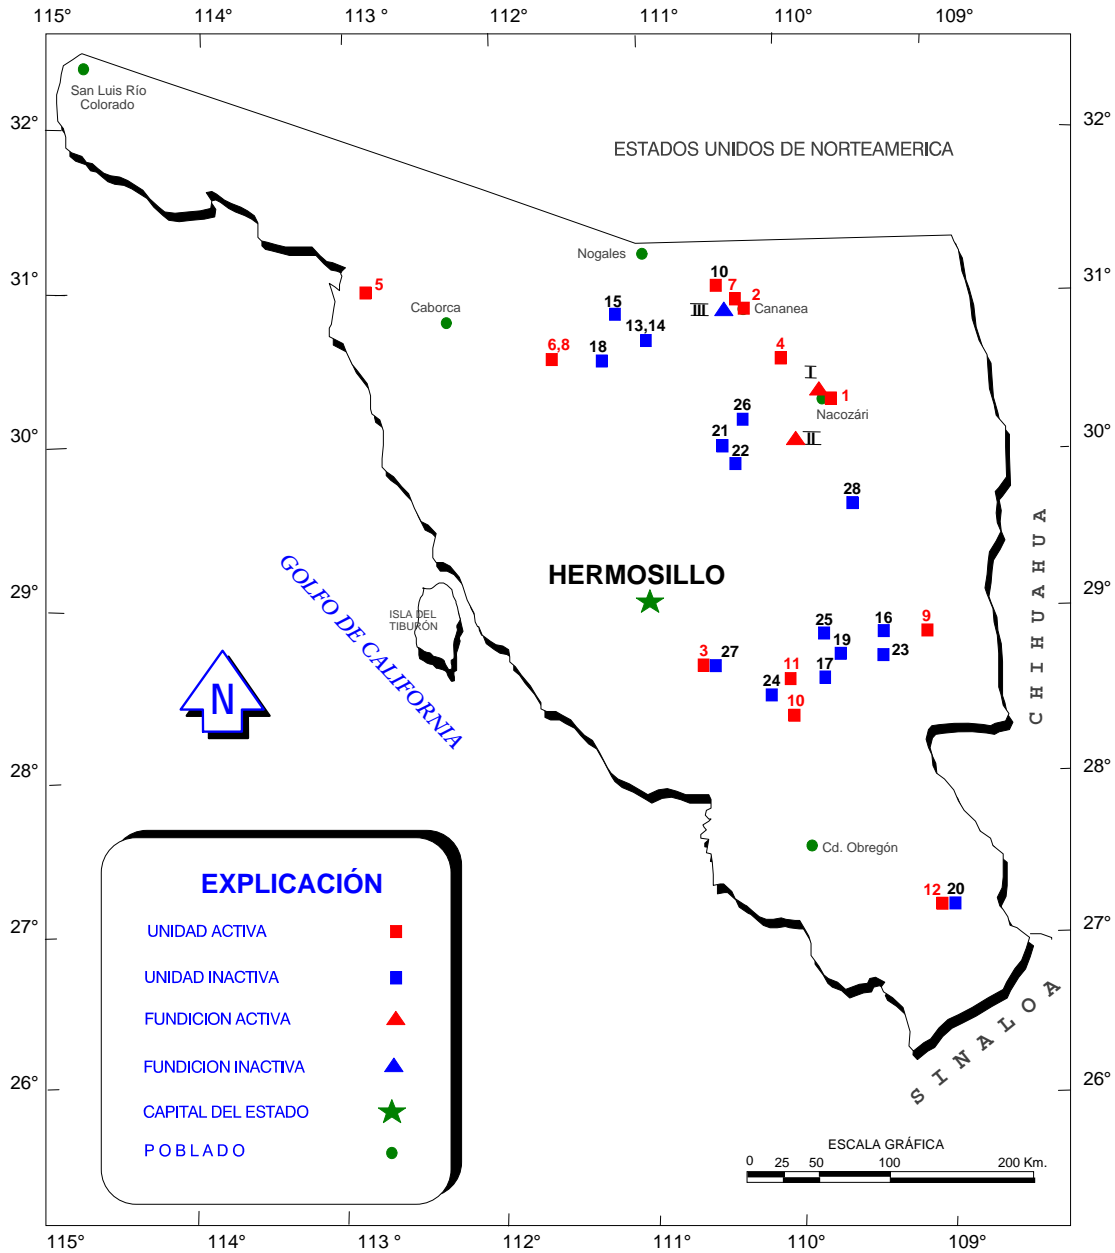 115° 114° 113 ° 112° 111° 110° 109°
San Luis Río
Colorado
32° 32°
ESTADOS UNIDOS DE NORTEAMERICA
Nogales
31° 31°
5
10
7
2
Cananea
III
Caborca
15
13,14
6,8
18
4
I
1
Nacozári
26
II
21
22
30° 30°
28
CHIHUAHUA
HERMOSILLO
GOLFO DE CALIFORNIA
29° 29°
ISLA DEL
TIBURÓN
25
16
9
19
23
3
27
11
17
24
10
N
28° 28°
Cd. Obregón
12
20
27° 27°
SINALOA
26° 26°
EXPLICACIÓN
UNIDAD ACTIVA
UNIDAD INACTIVA
FUNDICION ACTIVA
FUNDICION INACTIVA
CAPITAL DEL ESTADO
POBLADO
ESCALA GRÁFICA
0 25 50 100 200 Km.
115° 114° 113° 112° 111° 110° 109°